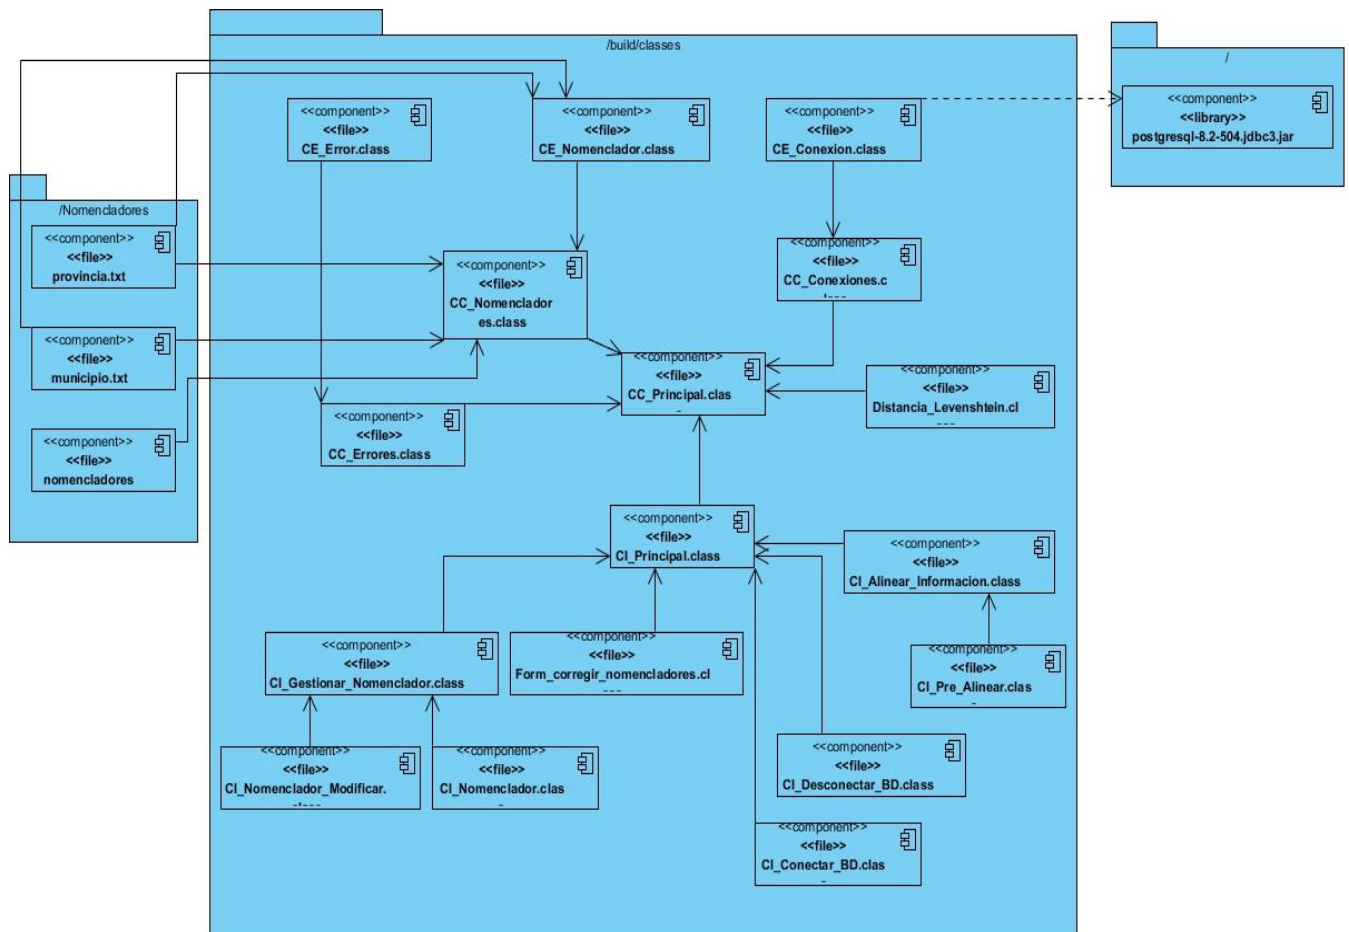 /build/classes
/
<<component>>
<<file>>
CE_Error.class
<<component>>
<<file>>
CE_Nomenclador.class
<<component>>
<<file>>
CE_Conexion.class
<<component>>
<<library>>
postgresql-8.2-504.jdbc3.jar
/Nomencladores
<<component>>
<<file>>
provincia.txt
<<component>>
<<file>>
CC_Nomenclador
es.class
<<component>>
<<file>>
CC_Conexiones.c
<<component>>
<<file>>
municipio.txt
<<component>>
<<file>>
CC_Principal.clas
<<component>>
<<file>>
Distancia_Levenshtein.cl
<<component>>
<<file>>
CC_Errores.class
<<component>>
<<file>>
nomencladores
<<component>>
<<file>>
CI_Principal.class
<<component>>
<<file>>
CI_Alinear_Informacion.class
<<component>>
<<file>>
CI_Gestionar_Nomenclador.class
<<component>>
<<file>>
Form_corregir_nomencladores.cl
<<component>>
<<file>>
CI_Pre_Alinear.clas
<<component>>
<<file>>
CI_Nomenclador_Modificar.
<<component>>
<<file>>
CI_Nomenclador.clas
<<component>>
<<file>>
CI_Desconectar_BD.class
<<component>>
<<file>>
CI_Conectar_BD.clas